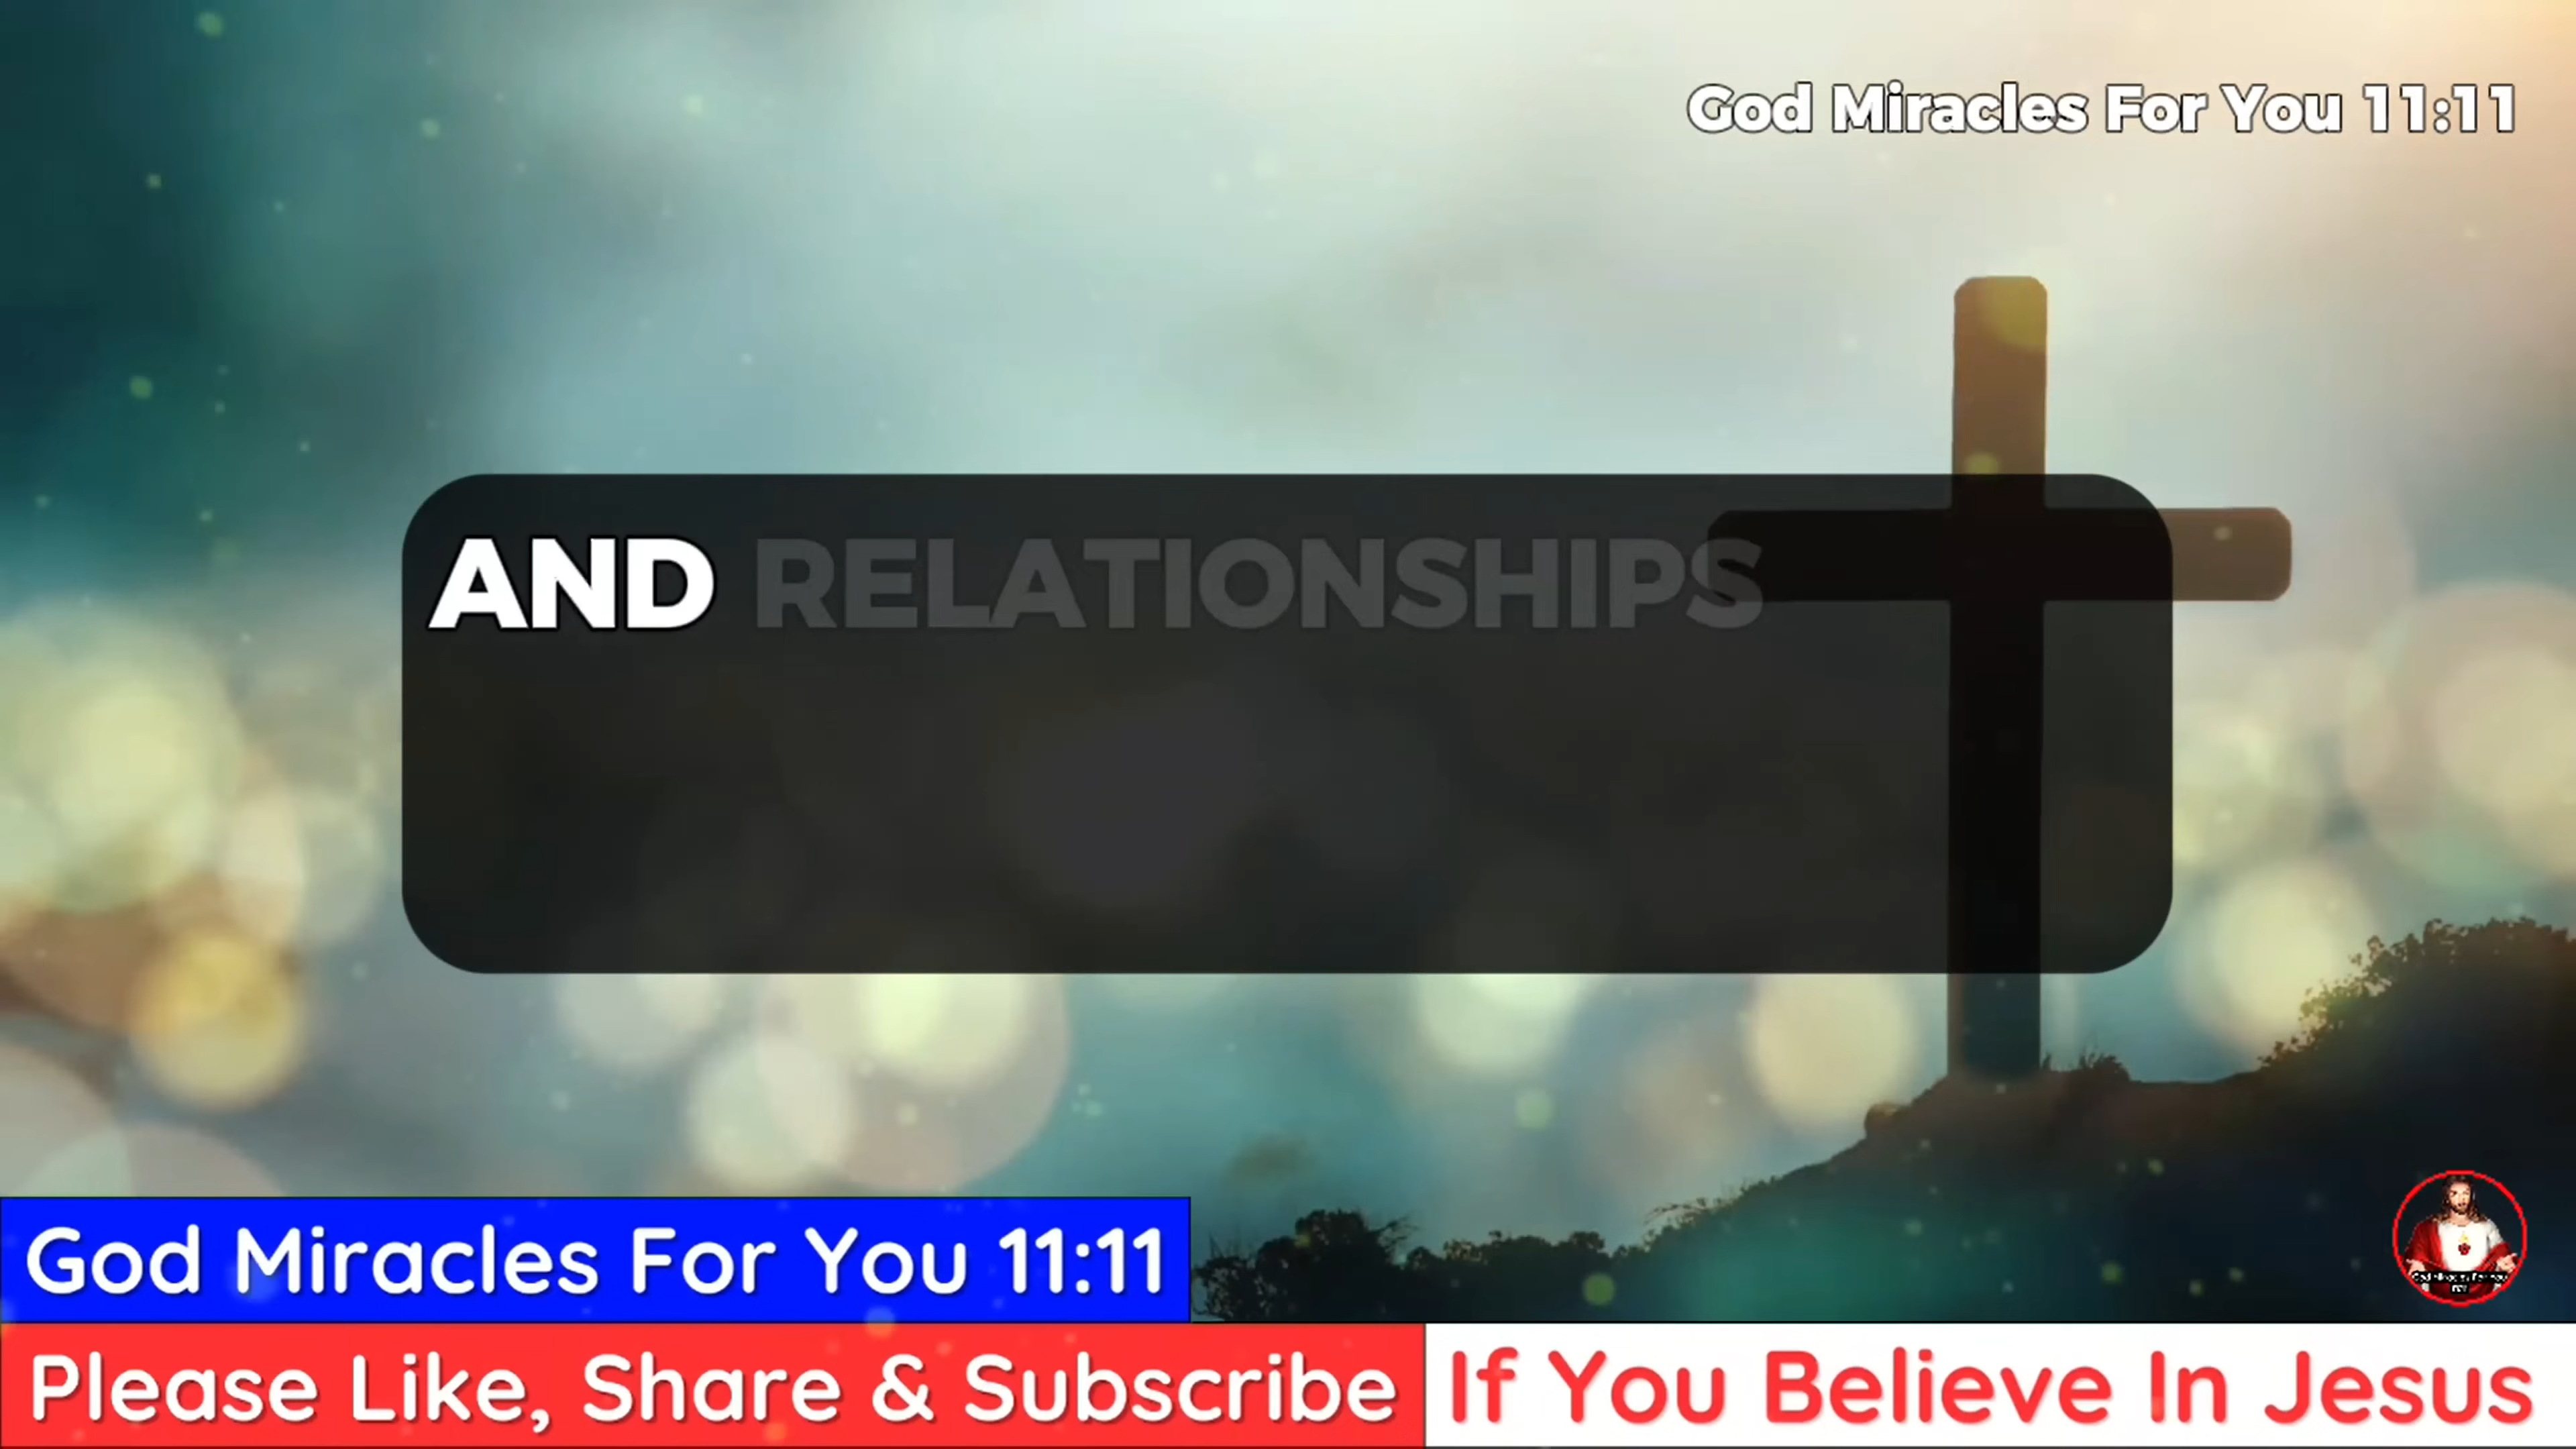 God Miracles For You 11:11
AND RELATIONSHIPS
God Miracles For You 11:11
Please Like, Share & Subscribe
If You Believe In Jesus